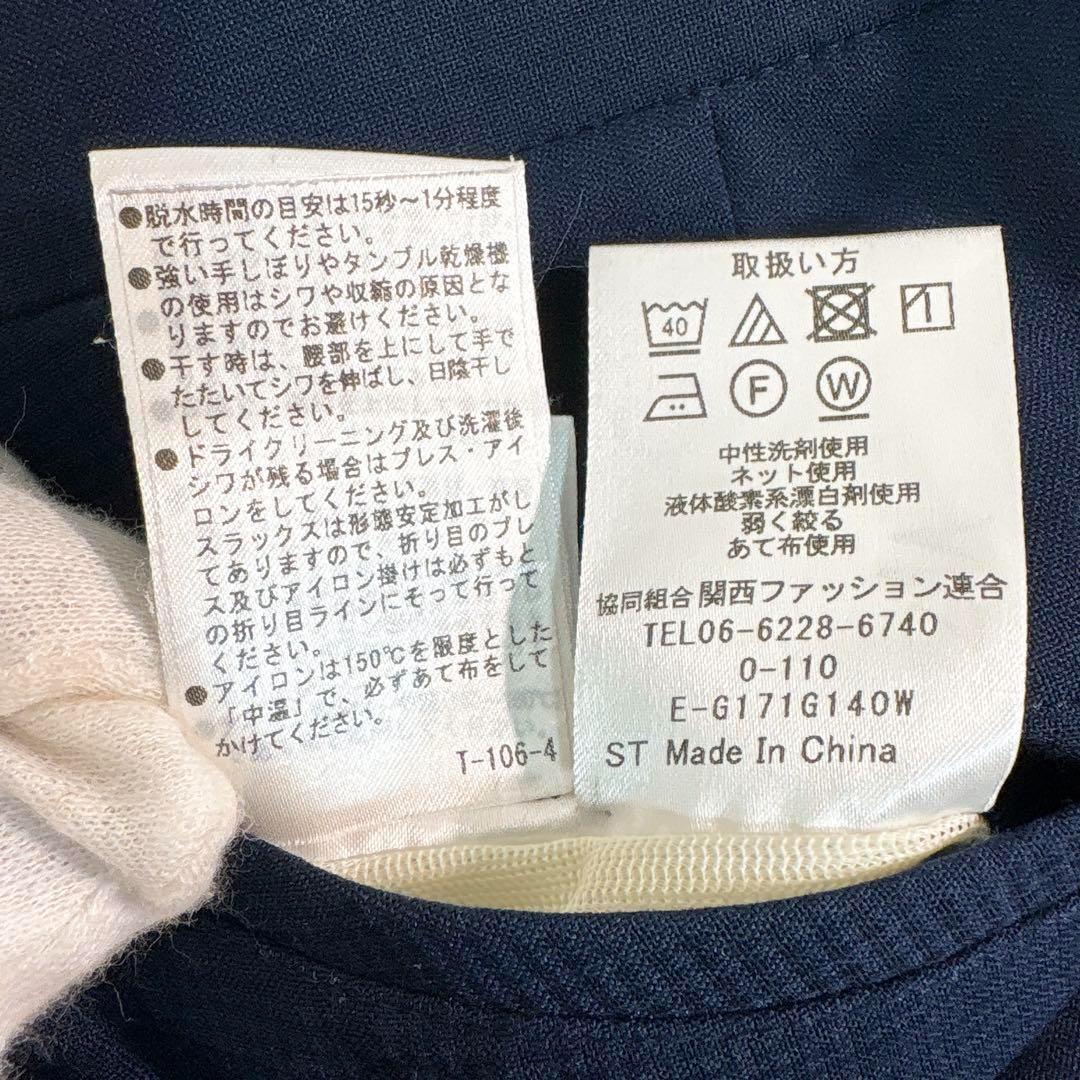 ●脱水時間の目安は15秒～1分程度
で行ってください。
●強い手しぼりやタンブル乾燥機
の使用はシワや収縮の原因とな
りますのでお避けください。
●干す時は、腰部を上にして手で
たたいてシワを伸ばし、日陰干し
してください。
●ドライクリーニング及び洗濯後
シワが残る場合はプレス・アイ
ロンをしてください。
スラックスは形態安定加工がし
てありますので、折り目のプレ
ス及びアイロン掛けは必ずもと
の折り目ラインにそって行って
ください。
●アイロンは150℃を限度とした
「中温」で、必ずあて布をして
かけてください。
T-106-4
取扱い方
40
F
W
中性洗剤使用
ネット使用
液体酸素系漂白剤使用
弱く絞る
あて布使用
協同組合関西ファッション連合
TEL06-6228-6740
O-110
E-G171G140W
ST Made In China